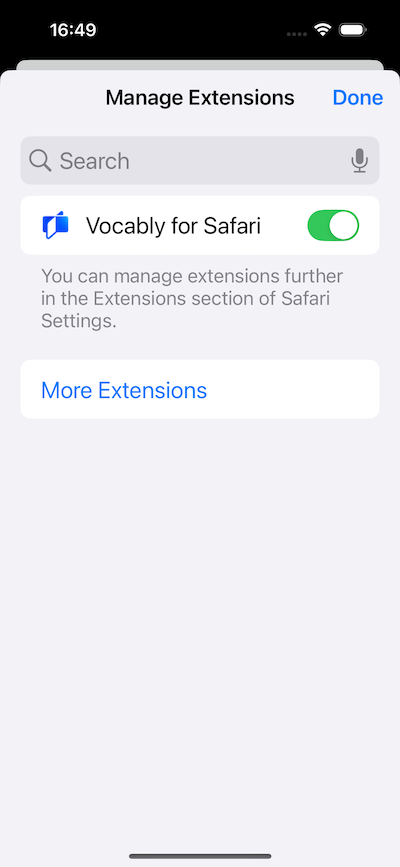 16:49
Manage Extensions Done
Search
Vocably for Safari
You can manage extensions further
in the Extensions section of Safari
Settings.
More Extensions